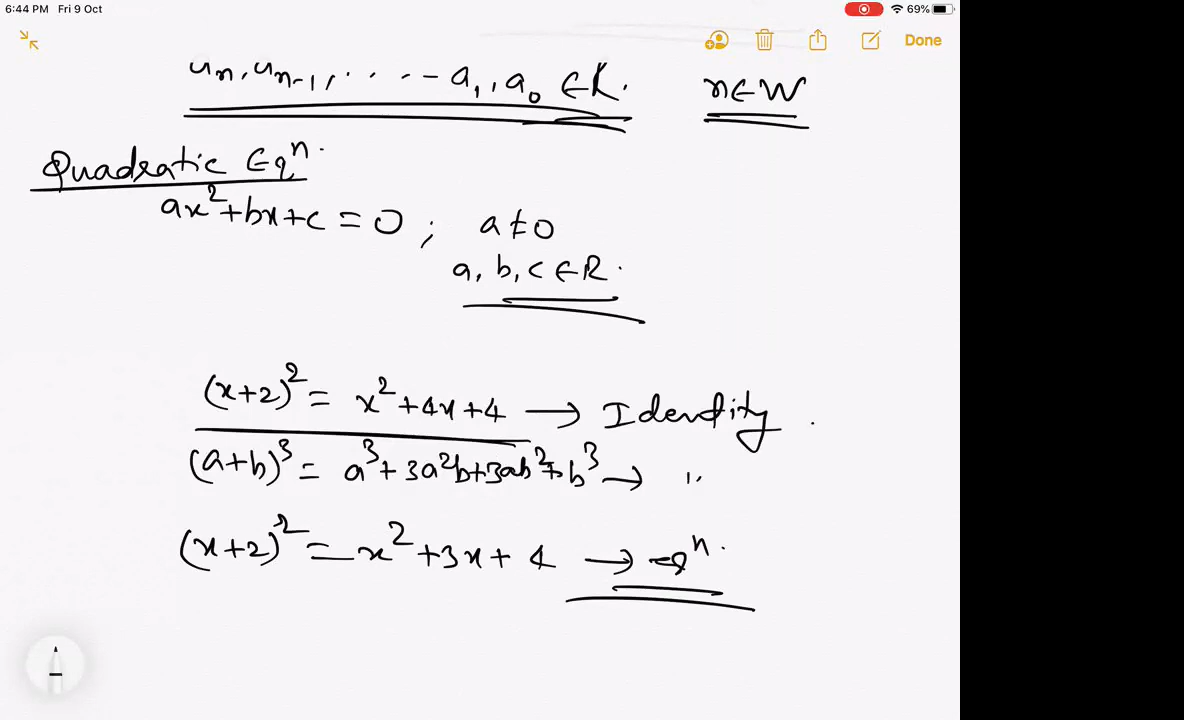 6:44 PM Fri 9 Oct 69%
Done
aₙ, aₙ₋₁, ..... a₁, a₀ ∈ R. n∈W
Quadratic Eqⁿ.
ax²+bx+c = 0 ; a≠0
a, b, c ∈ R.
(x+2)² = x²+4x+4 → Identity.
(a+b)³ = a³+3a²b+3ab²+b³ → ''
(x+2)² = x²+3x+4 → eqⁿ.